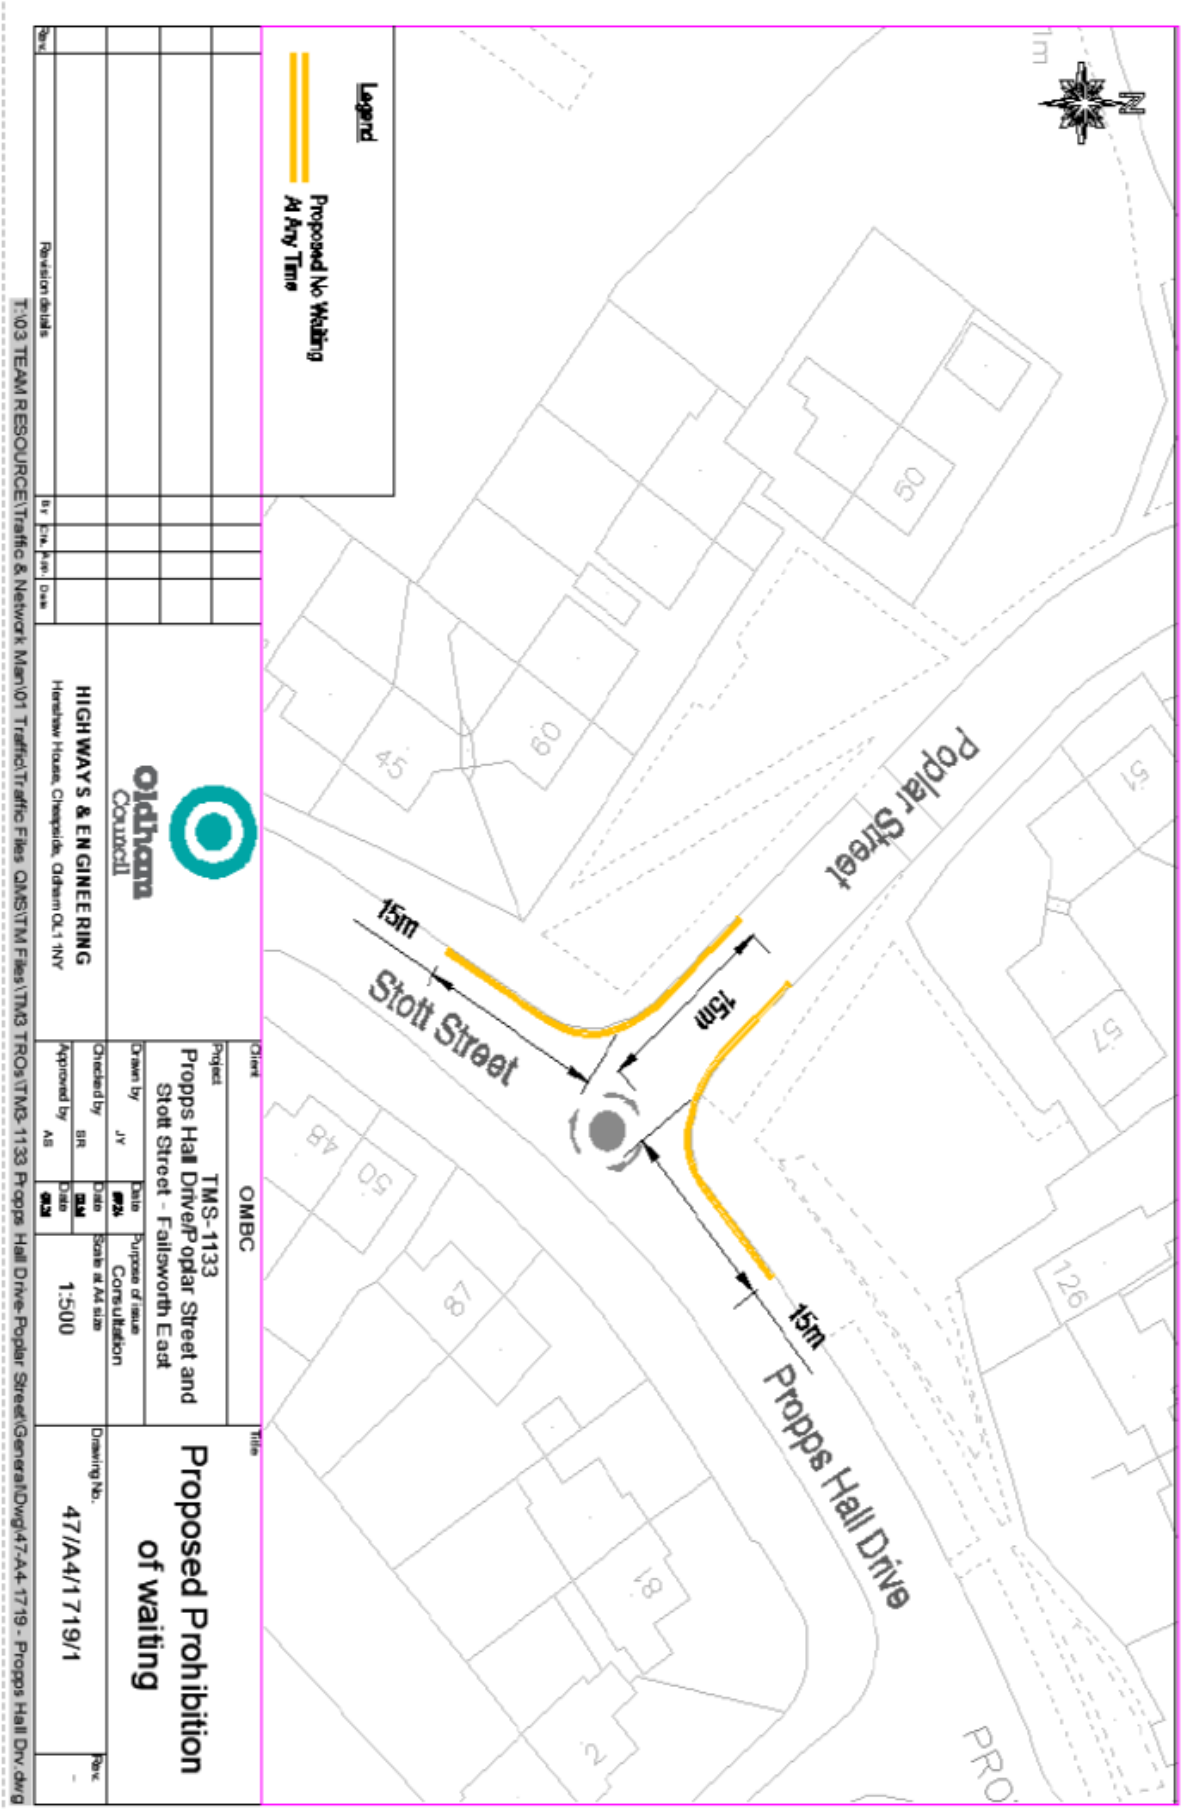 1m
N
Legend
Proposed No Waiting
At Any Time
50
60
45
Poplar Street
51
57
15m
15m
15m
Stott Street
Propps Hall Drive
48
50
87
126
18
2
PRO
Rev.
Revision details
By
Date
Oldham
Council
HIGHWAYS & ENGINEERING
Henshaw House, Cheapside, Oldham OL1 1NY
Client
OMBC
Project
TMS-1133
Propps Hall Drive/Poplar Street and
Stott Street - Failsworth East
Drawn by
JY
Date
Purpose of issue
Consultation
Checked by
SR
Date
Scale at A4 size
1:500
Approved by
AS
Date
Title
Proposed Prohibition
of waiting
Drawing No.
47/A4/1719/1
Rev.
-
T:\03 TEAM RESOURCE\Traffic & Network Man\01 Traffic\Traffic Files QMS\TM Files\TM3 TROs\TM3-1133 Propps Hall Drive-Poplar Street\General\Dwg\47-A4-1719 - Propps Hall Drv.dwg